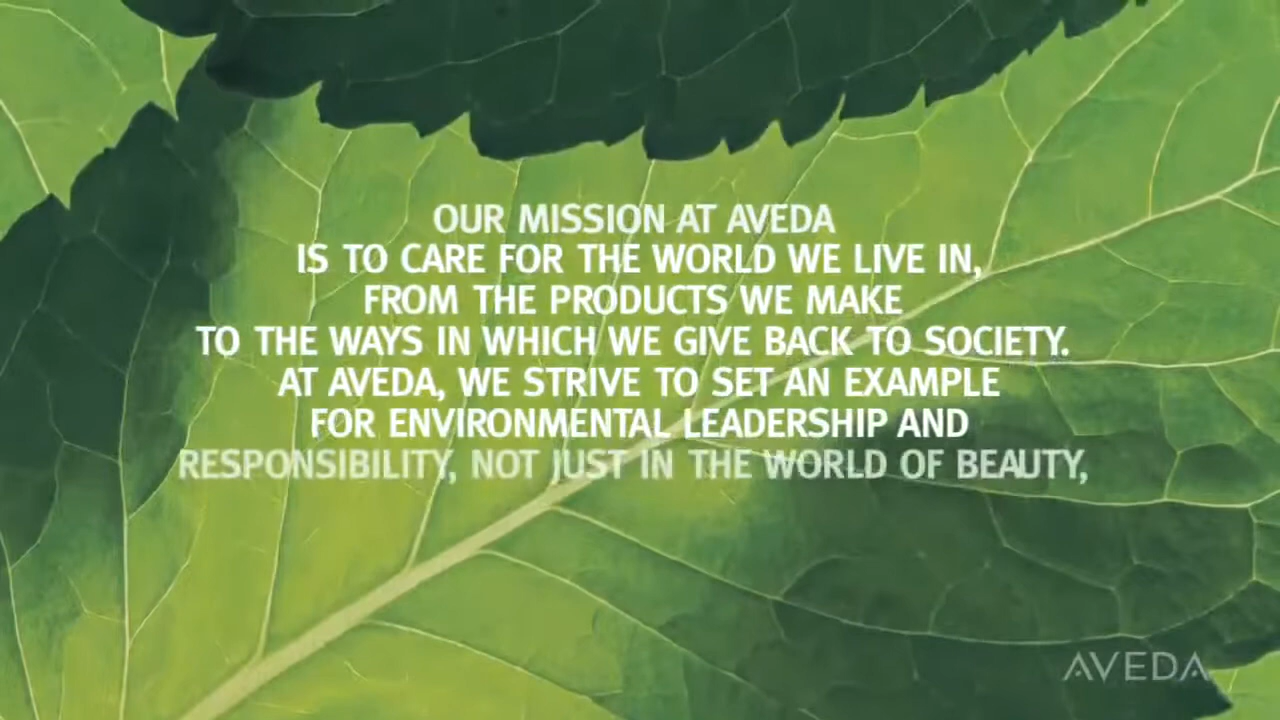 OUR MISSION AT AVEDA
IS TO CARE FOR THE WORLD WE LIVE IN,
FROM THE PRODUCTS WE MAKE
TO THE WAYS IN WHICH WE GIVE BACK TO SOCIETY.
AT AVEDA, WE STRIVE TO SET AN EXAMPLE
FOR ENVIRONMENTAL LEADERSHIP AND
RESPONSIBILITY, NOT JUST IN THE WORLD OF BEAUTY,
AVEDA